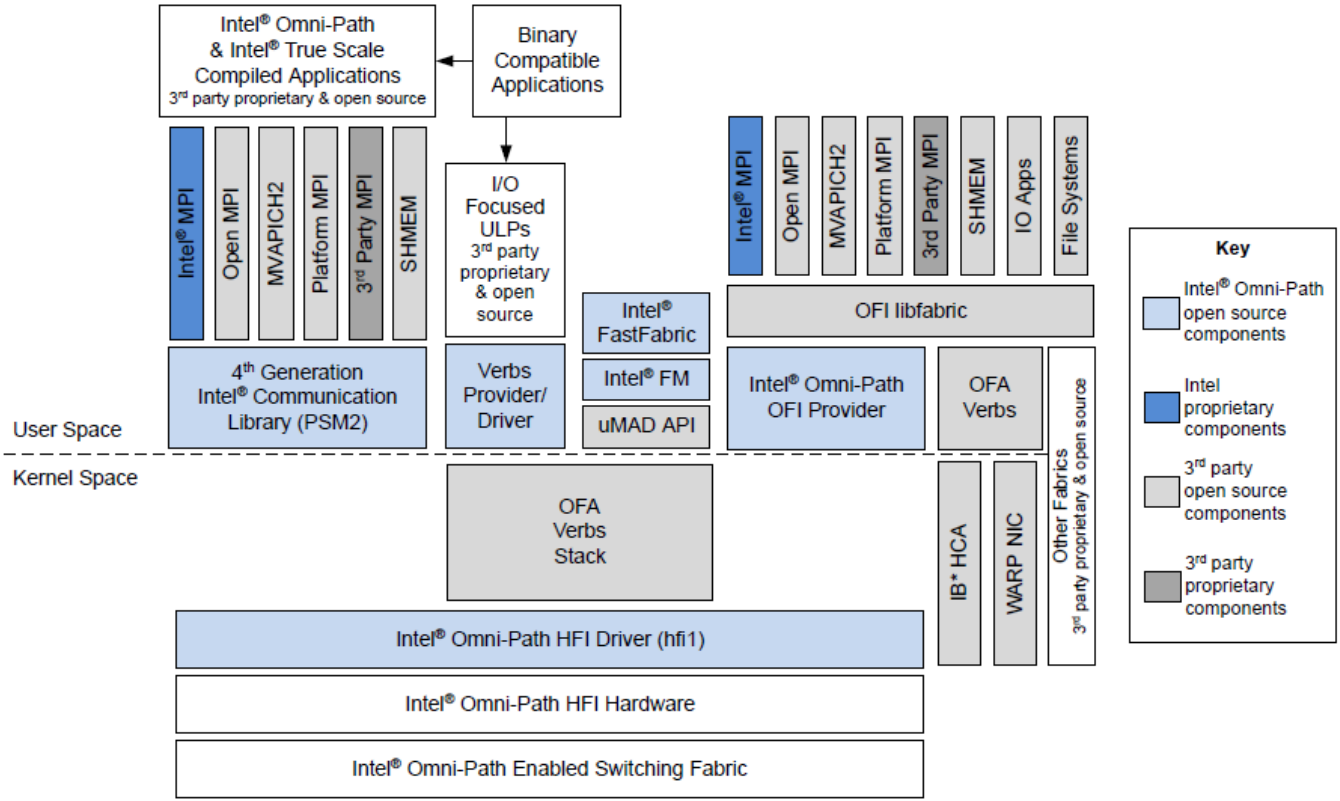 Intel® Omni-Path
& Intel® True Scale
Compiled Applications
3rd party proprietary & open source
Binary
Compatible
Applications
Intel® MPI
Open MPI
MVAPICH2
Platform MPI
3rd Party MPI
SHMEM
I/O
Focused
ULPs
3rd party
proprietary
& open
source
Intel® MPI
Open MPI
MVAPICH2
Platform MPI
3rd Party MPI
SHMEM
IO Apps
File Systems
Intel®
FastFabric
OFI libfabric
4th Generation
Intel® Communication
Library (PSM2)
Verbs
Provider/
Driver
Intel® FM
uMAD API
Intel® Omni-Path
OFI Provider
OFA
Verbs
Other Fabrics
3rd party proprietary & open source
User Space
Kernel Space
OFA
Verbs
Stack
IB* HCA
WARP NIC
Intel® Omni-Path HFI Driver (hfi1)
Intel® Omni-Path HFI Hardware
Intel® Omni-Path Enabled Switching Fabric
Key
Intel® Omni-Path
open source
components
Intel
proprietary
components
3rd party
open source
components
3rd party
proprietary
components